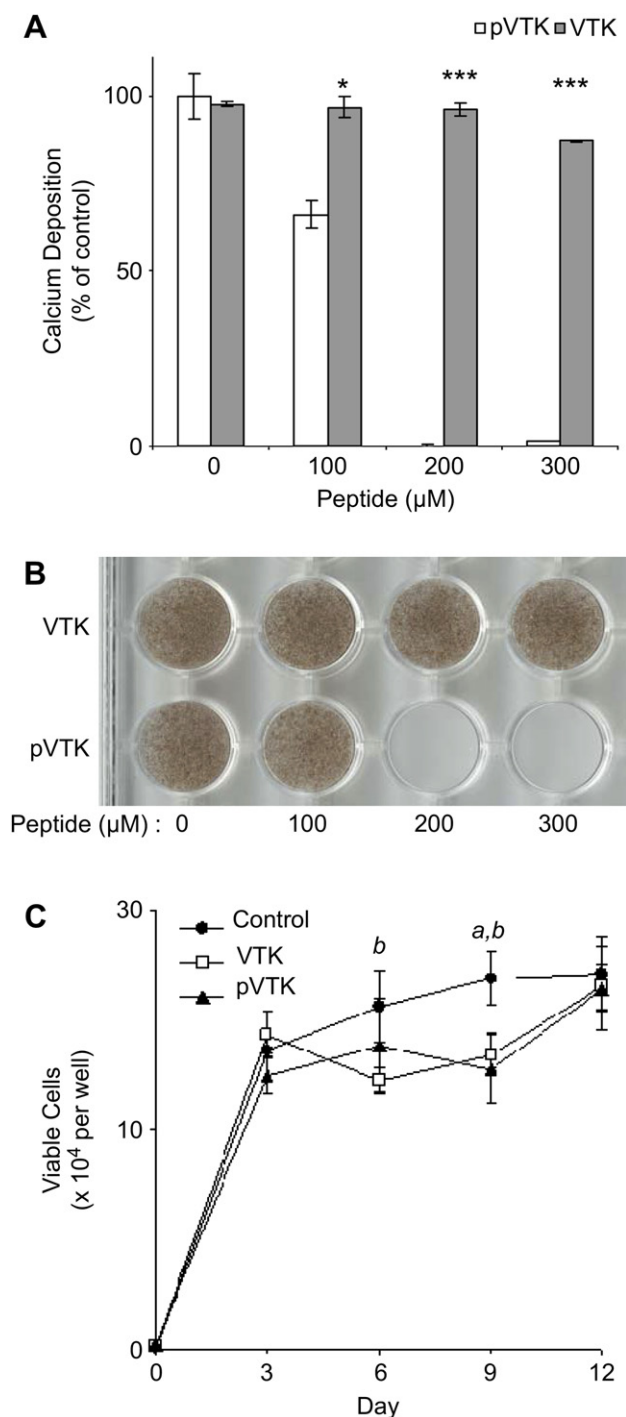 A
pVTK VTK
* *** ***
100
50
0
Calcium Deposition
(% of control)
0 100 200 300
Peptide (µM)
B
VTK
pVTK
Peptide (µM) : 0 100 200 300
C
30
10
0
Control
VTK
pVTK
b a,b
Viable Cells
(x 10⁴ per well)
0 3 6 9 12
Day